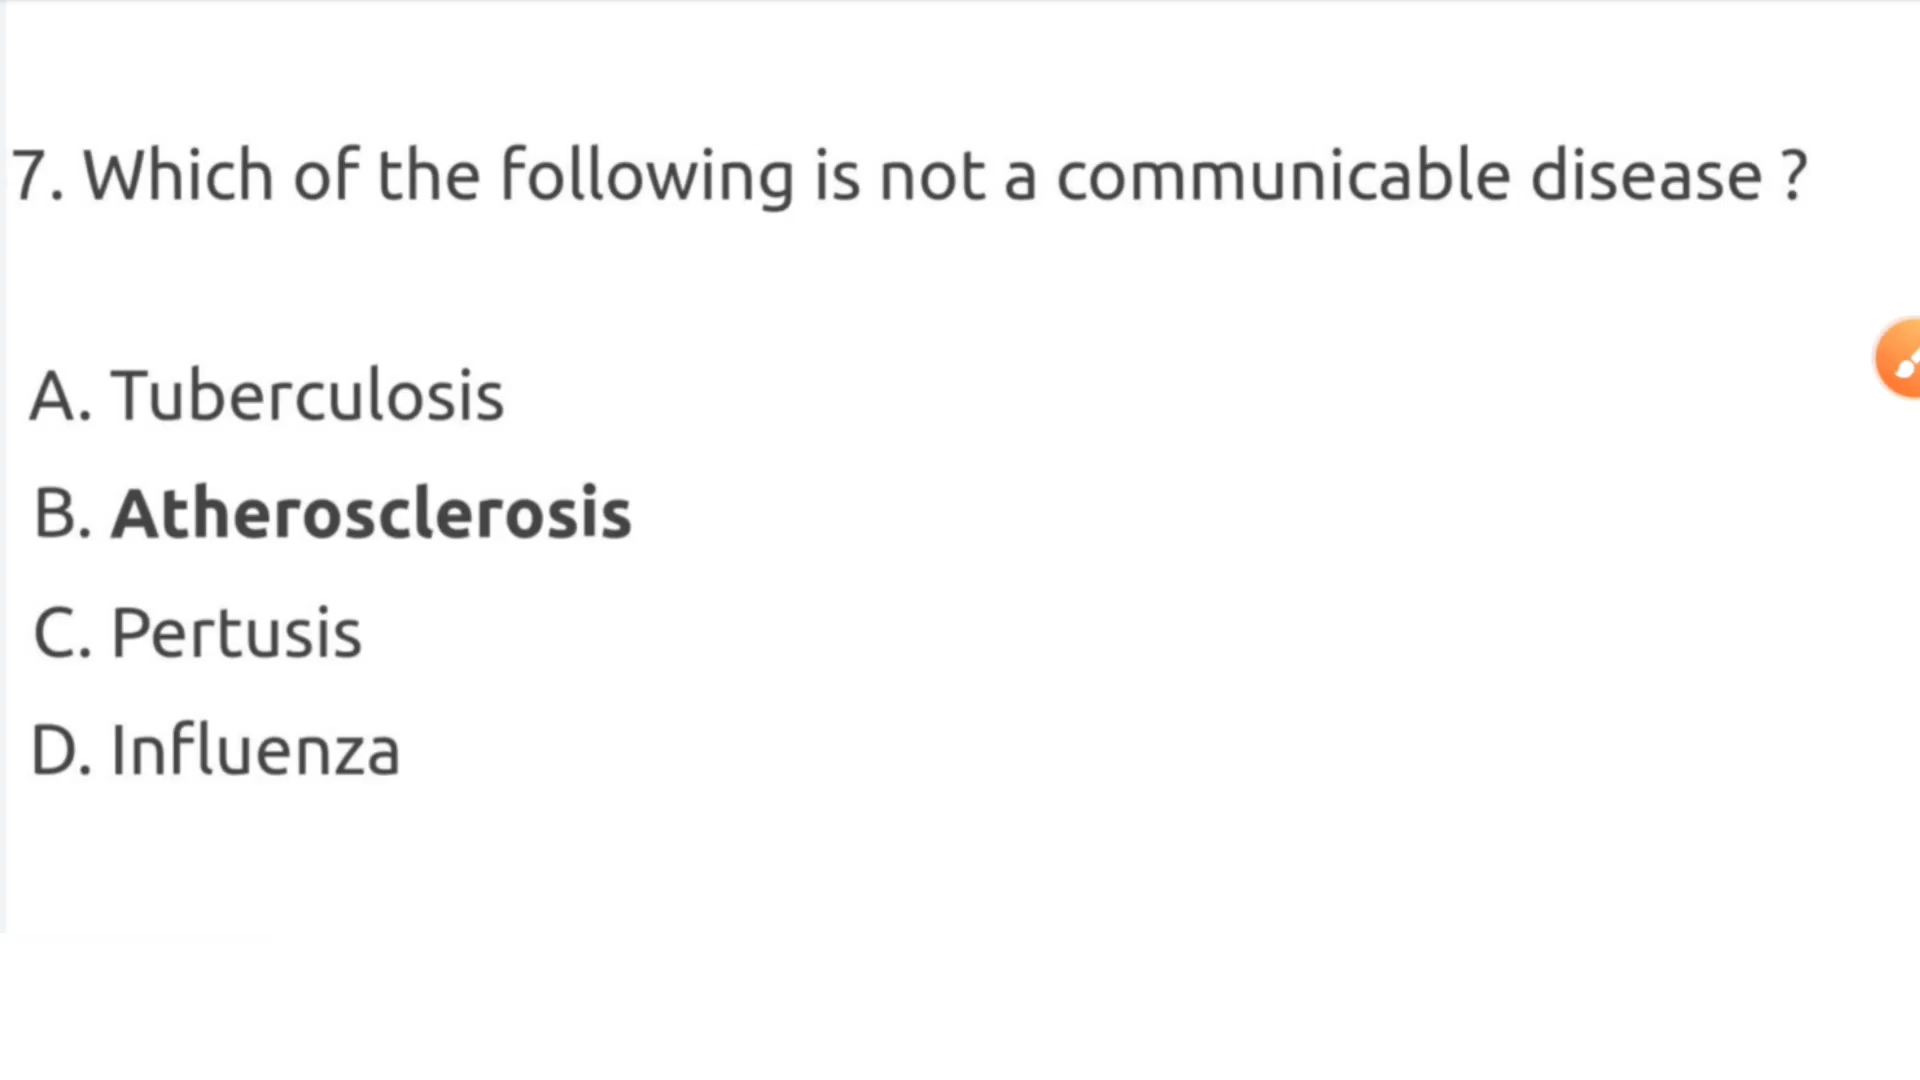 7. Which of the following is not a communicable disease ?
A. Tuberculosis
B. Atherosclerosis
C. Pertusis
D. Influenza